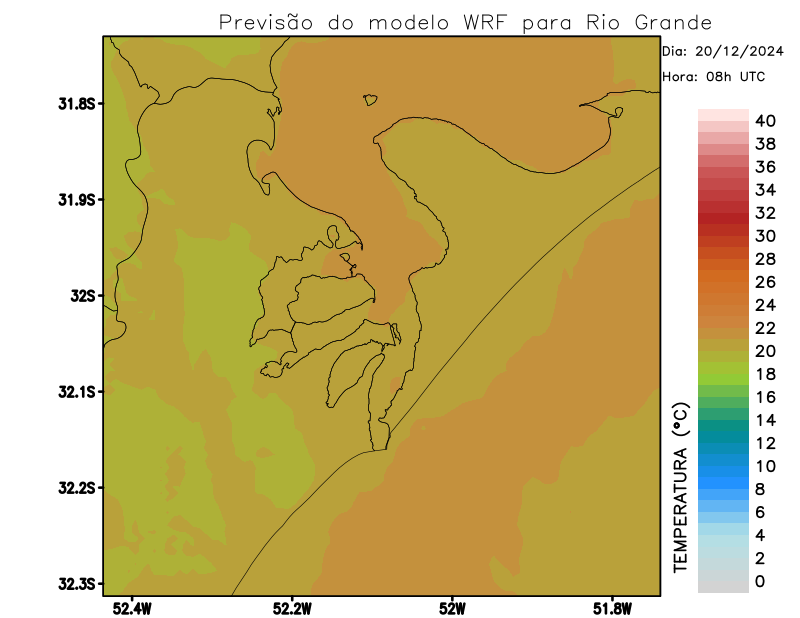 Previsão do modelo WRF para Rio Grande
Dia: 20/12/2024
Hora: 08h UTC
31.8S
31.9S
32S
32.1S
32.2S
32.3S
52.4W
52.2W
52W
51.8W
TEMPERATURA (°C)
40
38
36
34
32
30
28
26
24
22
20
18
16
14
12
10
8
6
4
2
0